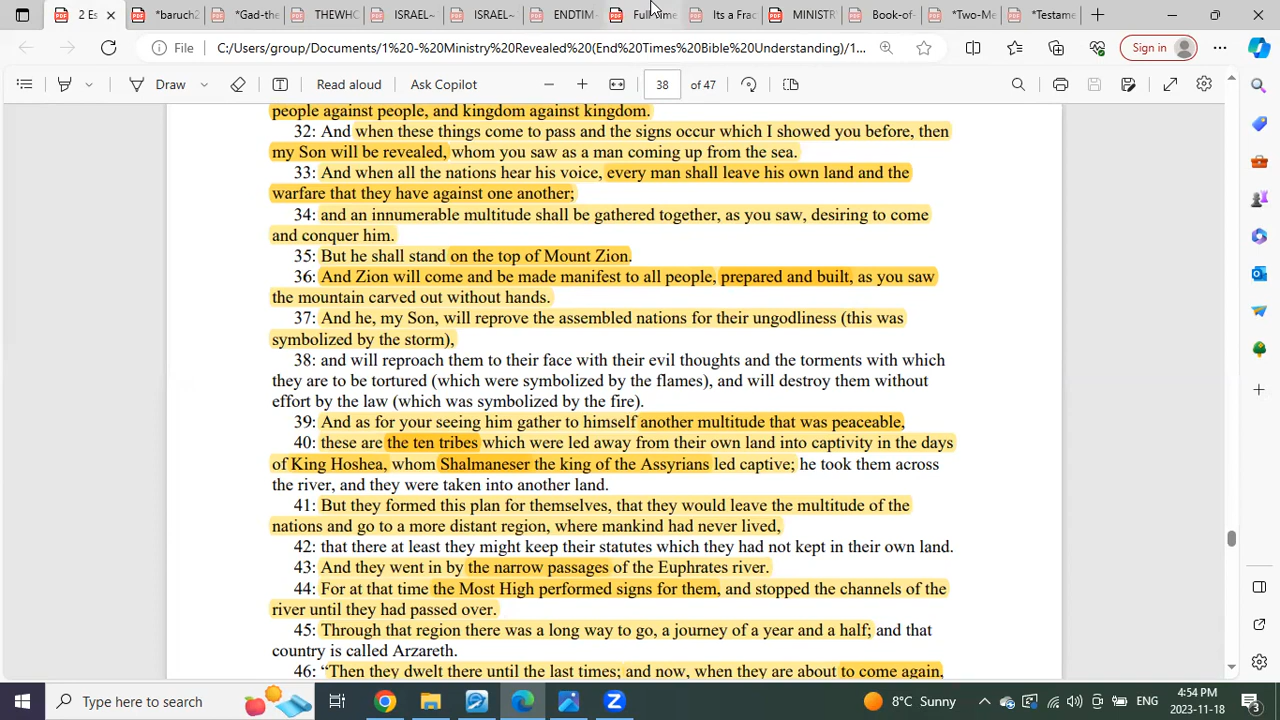 2 Es
*baruch2
*Gad-the
THEWHO
ISRAEL~
ISRAEL~
ENDTIM
Full Time
Its a Frac
MINISTR
Book-of-
*Two-Me
*Testame
File
C:/Users/group/Documents/1%20-%20Ministry%20Revealed(End%20Times%20Bible%20Understanding)/1...
Sign in
Draw
Read aloud
Ask Copilot
38
of 47
people against people, and kingdom against kingdom.
32: And when these things come to pass and the signs occur which I showed you before, then
my Son will be revealed, whom you saw as a man coming up from the sea.
33: And when all the nations hear his voice, every man shall leave his own land and the
warfare that they have against one another;
34: and an innumerable multitude shall be gathered together, as you saw, desiring to come
and conquer him.
35: But he shall stand on the top of Mount Zion.
36: And Zion will come and be made manifest to all people, prepared and built, as you saw
the mountain carved out without hands.
37: And he, my Son, will reprove the assembled nations for their ungodliness (this was
symbolized by the storm),
38: and will reproach them to their face with their evil thoughts and the torments with which
they are to be tortured (which were symbolized by the flames), and will destroy them without
effort by the law (which was symbolized by the fire).
39: And as for your seeing him gather to himself another multitude that was peaceable,
40: these are the ten tribes which were led away from their own land into captivity in the days
of King Hoshea, whom Shalmaneser the king of the Assyrians led captive; he took them across
the river, and they were taken into another land.
41: But they formed this plan for themselves, that they would leave the multitude of the
nations and go to a more distant region, where mankind had never lived,
42: that there at least they might keep their statutes which they had not kept in their own land.
43: And they went in by the narrow passages of the Euphrates river.
44: For at that time the Most High performed signs for them, and stopped the channels of the
river until they had passed over.
45: Through that region there was a long way to go, a journey of a year and a half; and that
country is called Arzareth.
46: “Then they dwelt there until the last times; and now, when they are about to come again,
Type here to search
8°C Sunny
ENG
4:54 PM
2023-11-18
3